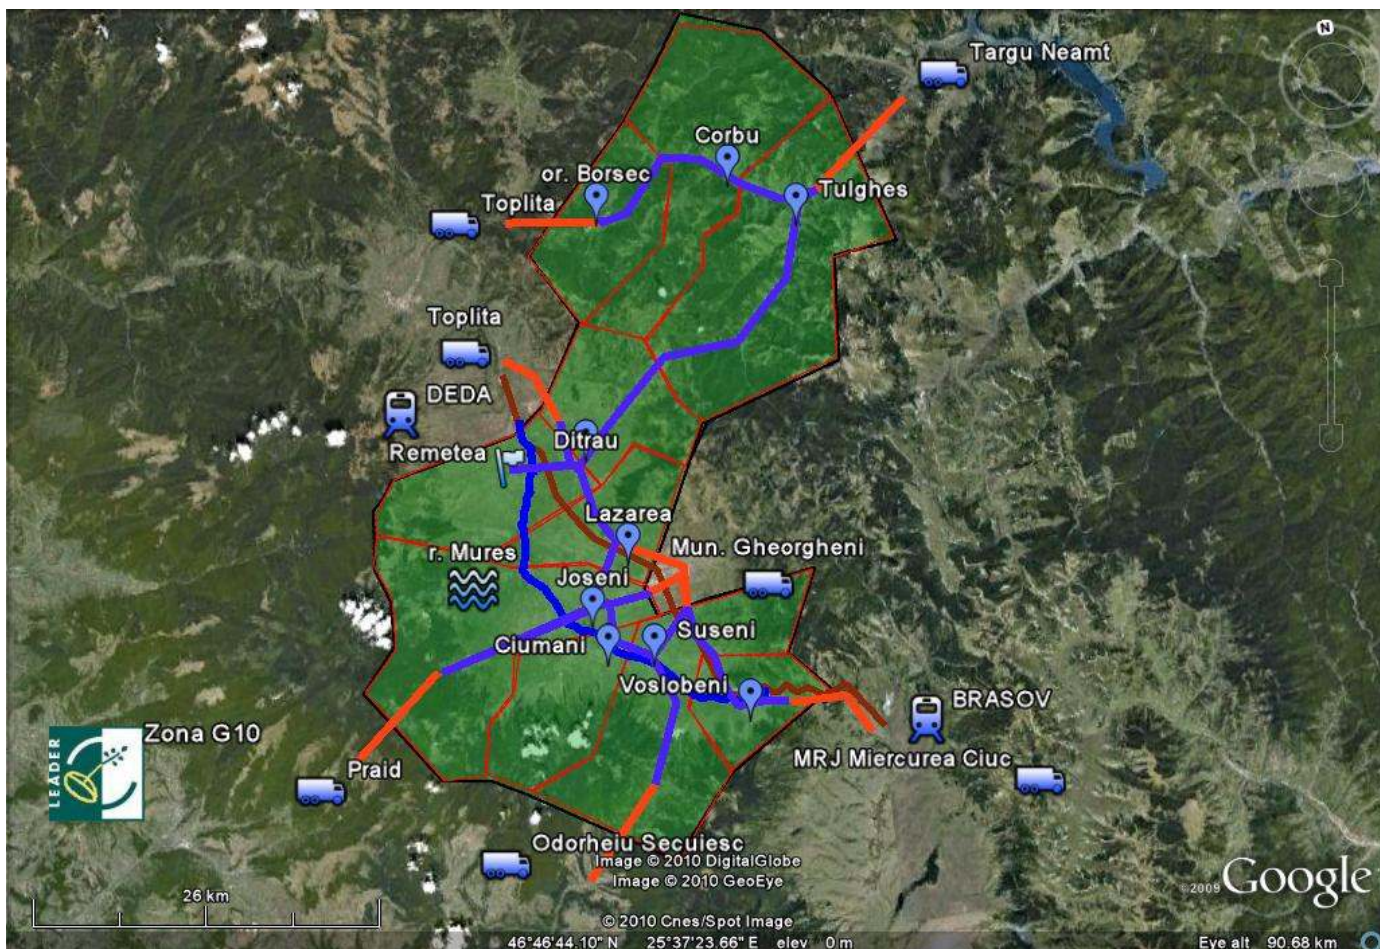 N
Targu Neamt
Corbu
or. Borsec
Tulghes
Toplita
Toplita
DEDA
Remetea
Ditrau
Lazarea
Mun. Gheorgheni
r. Mures
Joseni
Ciumani
Suseni
Voslobeni
BRASOV
MRJ Miercurea Ciuc
LEADER
Zona G10
Praid
Odorheiu Secuiesc
Image © 2010 DigitalGlobe
Image © 2010 GeoEye
©2009 Google
26 km
© 2010 Cnes/Spot Image
46°46'44.10" N 25°37'23.66" E elev 0 m Eye alt 90.68 km